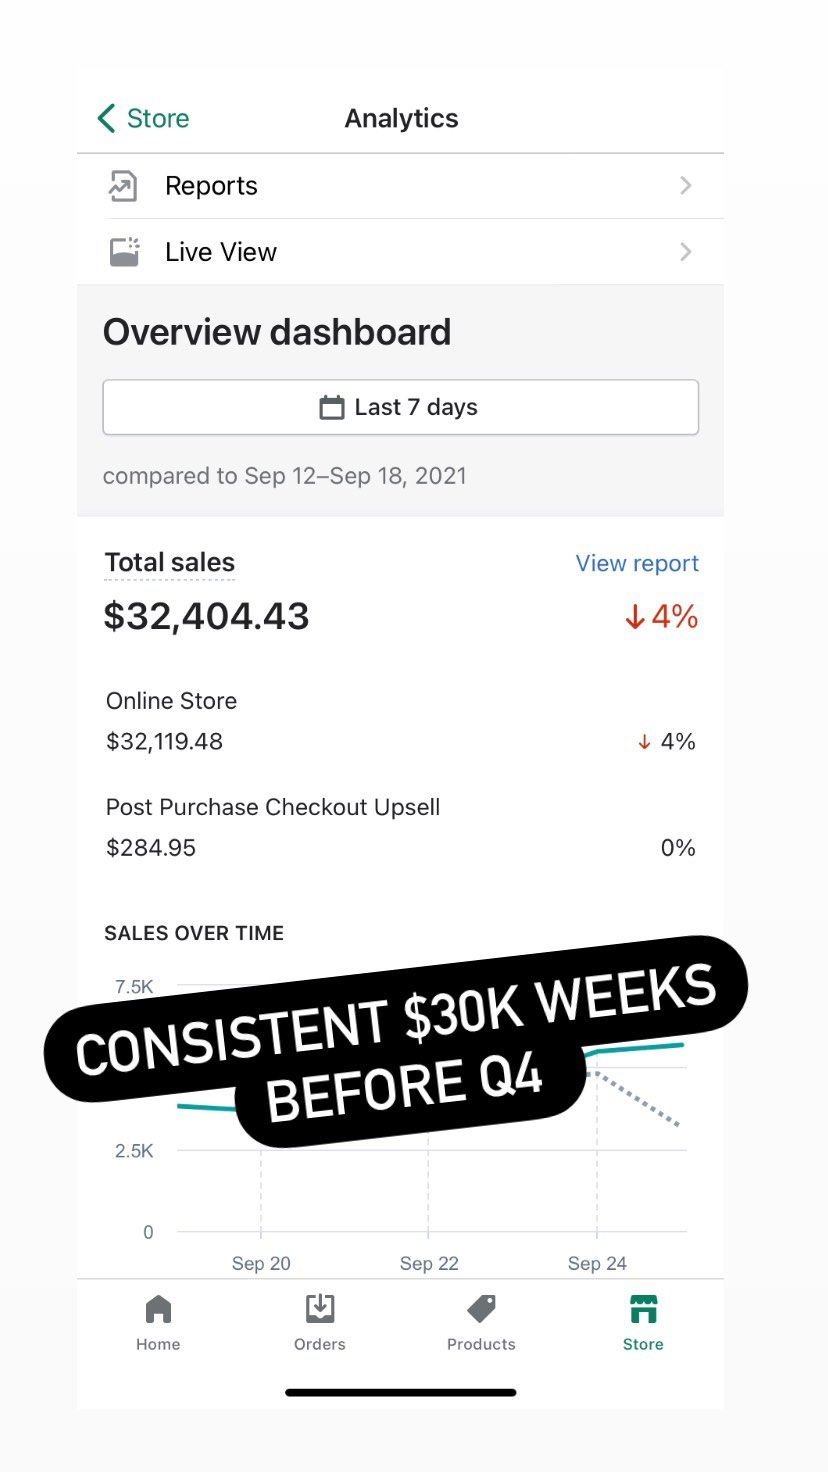 Store
Analytics
Reports
Live View
Overview dashboard
Last 7 days
compared to Sep 12–Sep 18, 2021
Total sales
View report
$32,404.43
↓4%
Online Store
$32,119.48
↓ 4%
Post Purchase Checkout Upsell
$284.95
0%
SALES OVER TIME
7.5K
CONSISTENT $30K WEEKS
BEFORE Q4
2.5K
0
Sep 20
Sep 22
Sep 24
Home
Orders
Products
Store